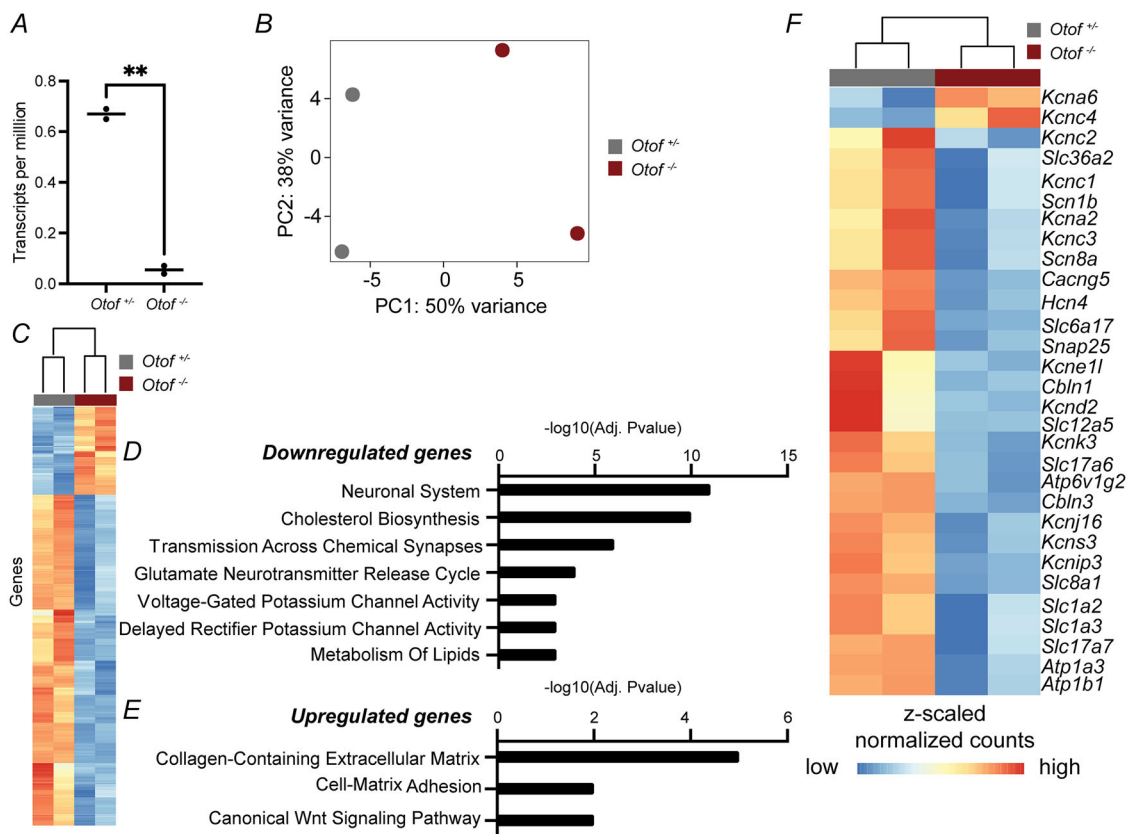 A
**
Transcripts per million
0.8
0.6
0.4
0.2
0.0
Otof +/-
Otof -/-
B
PC2: 38% variance
4
0
-4
-5
0
5
PC1: 50% variance
Otof +/-
Otof -/-
C
Otof +/-
Otof -/-
Genes
D
-log10(Adj. Pvalue)
Downregulated genes
0 5 10 15
Neuronal System
Cholesterol Biosynthesis
Transmission Across Chemical Synapses
Glutamate Neurotransmitter Release Cycle
Voltage-Gated Potassium Channel Activity
Delayed Rectifier Potassium Channel Activity
Metabolism Of Lipids
E
-log10(Adj. Pvalue)
Upregulated genes
0 2 4 6
Collagen-Containing Extracellular Matrix
Cell-Matrix Adhesion
Canonical Wnt Signaling Pathway
F
Otof +/-
Otof -/-
Kcna6
Kcnc4
Kcnc2
Slc36a2
Kcnc1
Scn1b
Kcna2
Kcnc3
Scn8a
Cacng5
Hcn4
Slc6a17
Snap25
Kcne1l
Cbln1
Kcnd2
Slc12a5
Kcnk3
Slc17a6
Atp6v1g2
Cbln3
Kcnj16
Kcns3
Kcnip3
Slc8a1
Slc1a2
Slc1a3
Slc17a7
Atp1a3
Atp1b1
z-scaled
normalized counts
low high